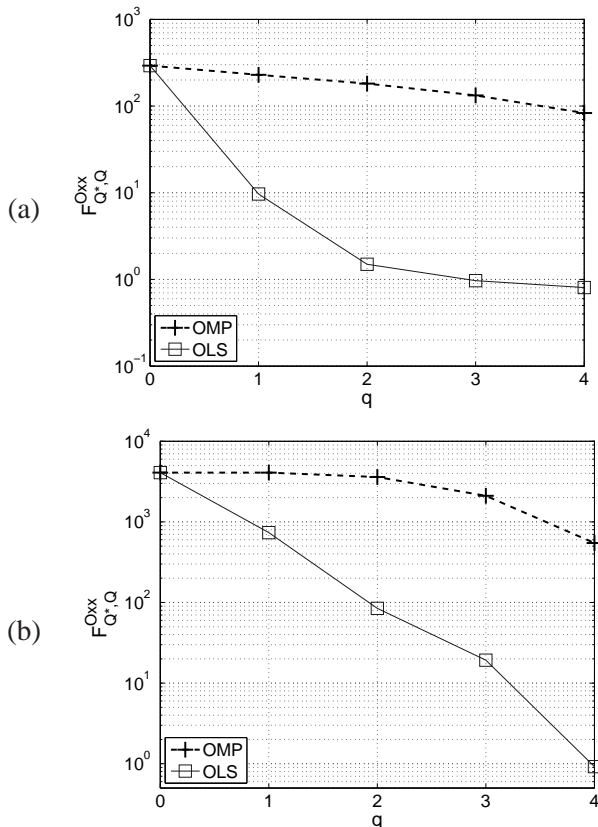 (a)
F^{Oxx}_{Q*,Q}
10^3
10^2
10^1
10^0
10^{-1}
OMP
OLS
0 1 2 3 4
q
(b)
F^{Oxx}_{Q*,Q}
10^4
10^3
10^2
10^1
10^0
OMP
OLS
0 1 2 3 4
q